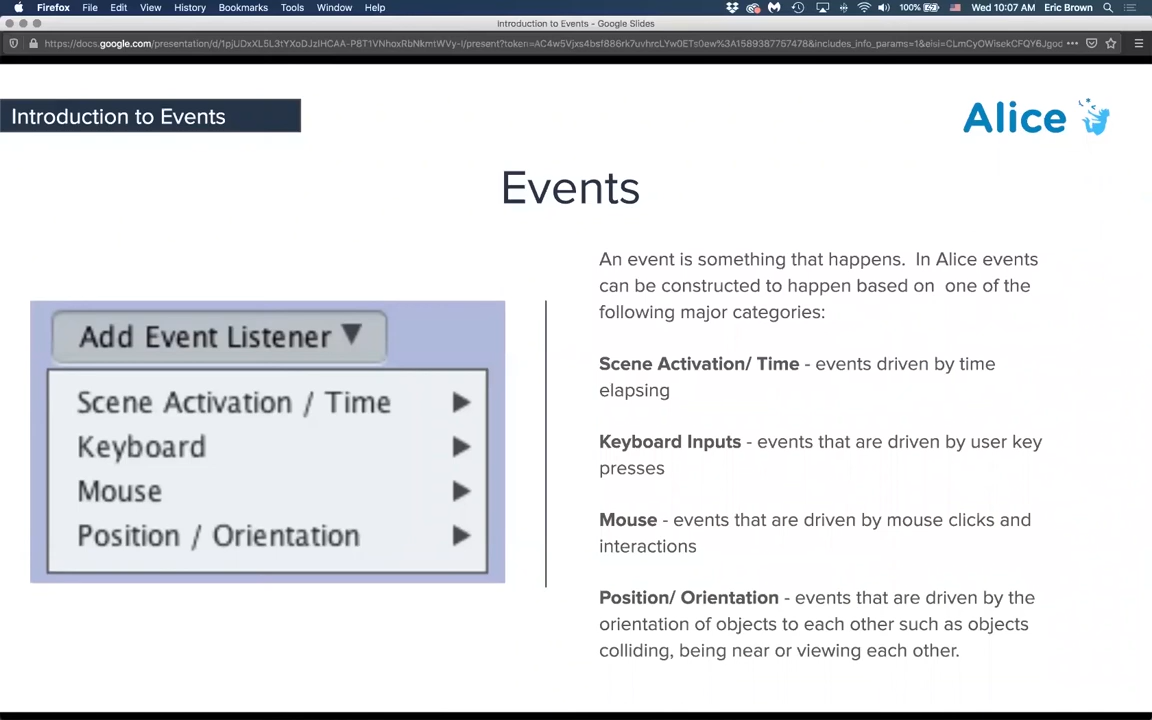 Firefox File Edit View History Bookmarks Tools Window Help 100% Wed 10:07 AM Eric Brown
Introduction to Events - Google Slides
Introduction to Events
Alice
Events
An event is something that happens. In Alice events
can be constructed to happen based on one of the
following major categories:
Add Event Listener
Scene Activation / Time
Keyboard
Mouse
Position / Orientation
Scene Activation/ Time - events driven by time
elapsing
Keyboard Inputs - events that are driven by user key
presses
Mouse - events that are driven by mouse clicks and
interactions
Position/ Orientation - events that are driven by the
orientation of objects to each other such as objects
colliding, being near or viewing each other.